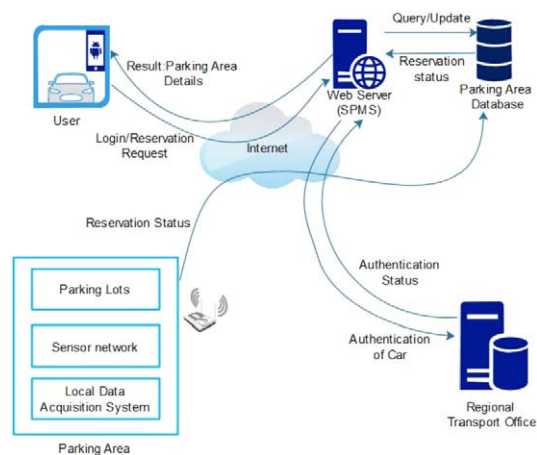 Query/Update
Result:Parking Area
Details
Reservation
status
User
Web Server
(SPMS)
Parking Area
Database
Login/Reservation
Request
Internet
Reservation Status
Authentication
Status
Parking Lots
Sensor network
Authentication
of Car
Local Data
Acquisition System
Regional
Transport Office
Parking Area